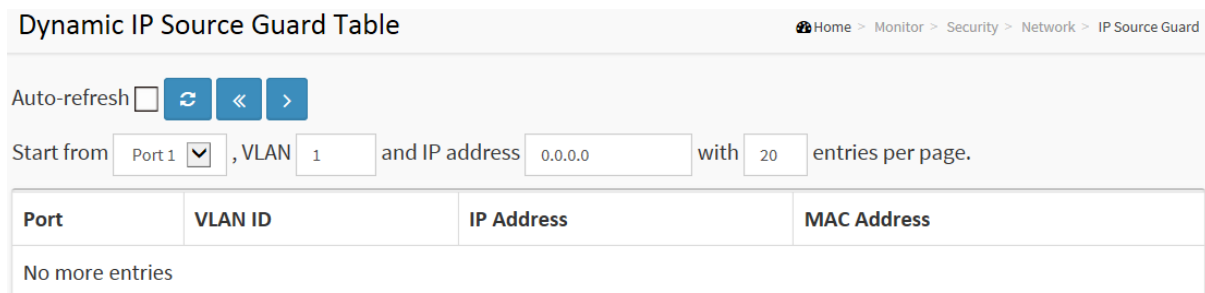 Dynamic IP Source Guard Table
Home > Monitor > Security > Network > IP Source Guard
Auto-refresh
Start from Port 1 , VLAN 1 and IP address 0.0.0.0 with 20 entries per page.
Port VLAN ID IP Address MAC Address
No more entries